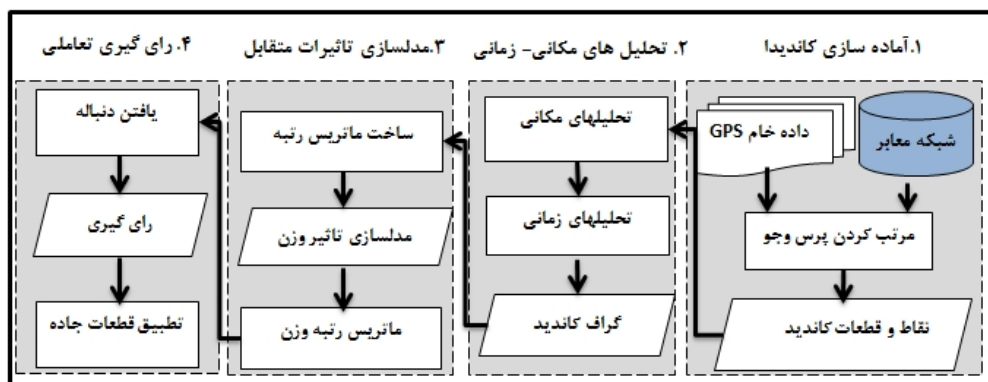 ۱.آماده سازی کاندیدا
شبکه معابر
داده خام GPS
مرتب کردن پرس وجو
نقاط و قطعات کاندید
۲. تحلیل های مکانی- زمانی
تحلیلهای مکانی
تحلیلهای زمانی
گراف کاندید
۳.مدلسازی تاثیرات متقابل
ساخت ماتریس رتبه
مدلسازی تاثیر وزن
ماتریس رتبه وزن
۴. رای گیری تعاملی
یافتن دنباله
رای گیری
تطبیق قطعات جاده